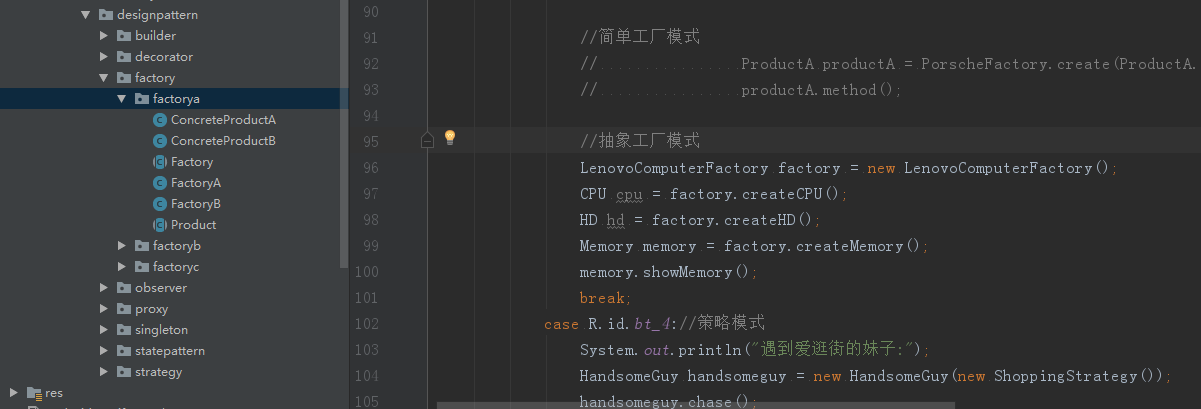 designpattern
builder
decorator
factory
factorya
ConcreteProductA
ConcreteProductB
Factory
FactoryA
FactoryB
Product
factoryb
factoryc
observer
proxy
singleton
statepattern
strategy
res
90
91 //简单工厂模式
92 // ProductA productA = PorscheFactory.create(ProductA.
93 // productA.method();
94
95 //抽象工厂模式
96 LenovoComputerFactory factory = new LenovoComputerFactory();
97 CPU cpu = factory.createCPU();
98 HD hd = factory.createHD();
99 Memory memory = factory.createMemory();
100 memory.showMemory();
101 break;
102 case R.id.bt_4://策略模式
103 System.out.println("遇到爱逛街的妹子:");
104 HandsomeGuy handsomeguy = new HandsomeGuy(new ShoppingStrategy());
105 handsomeguy.chase();